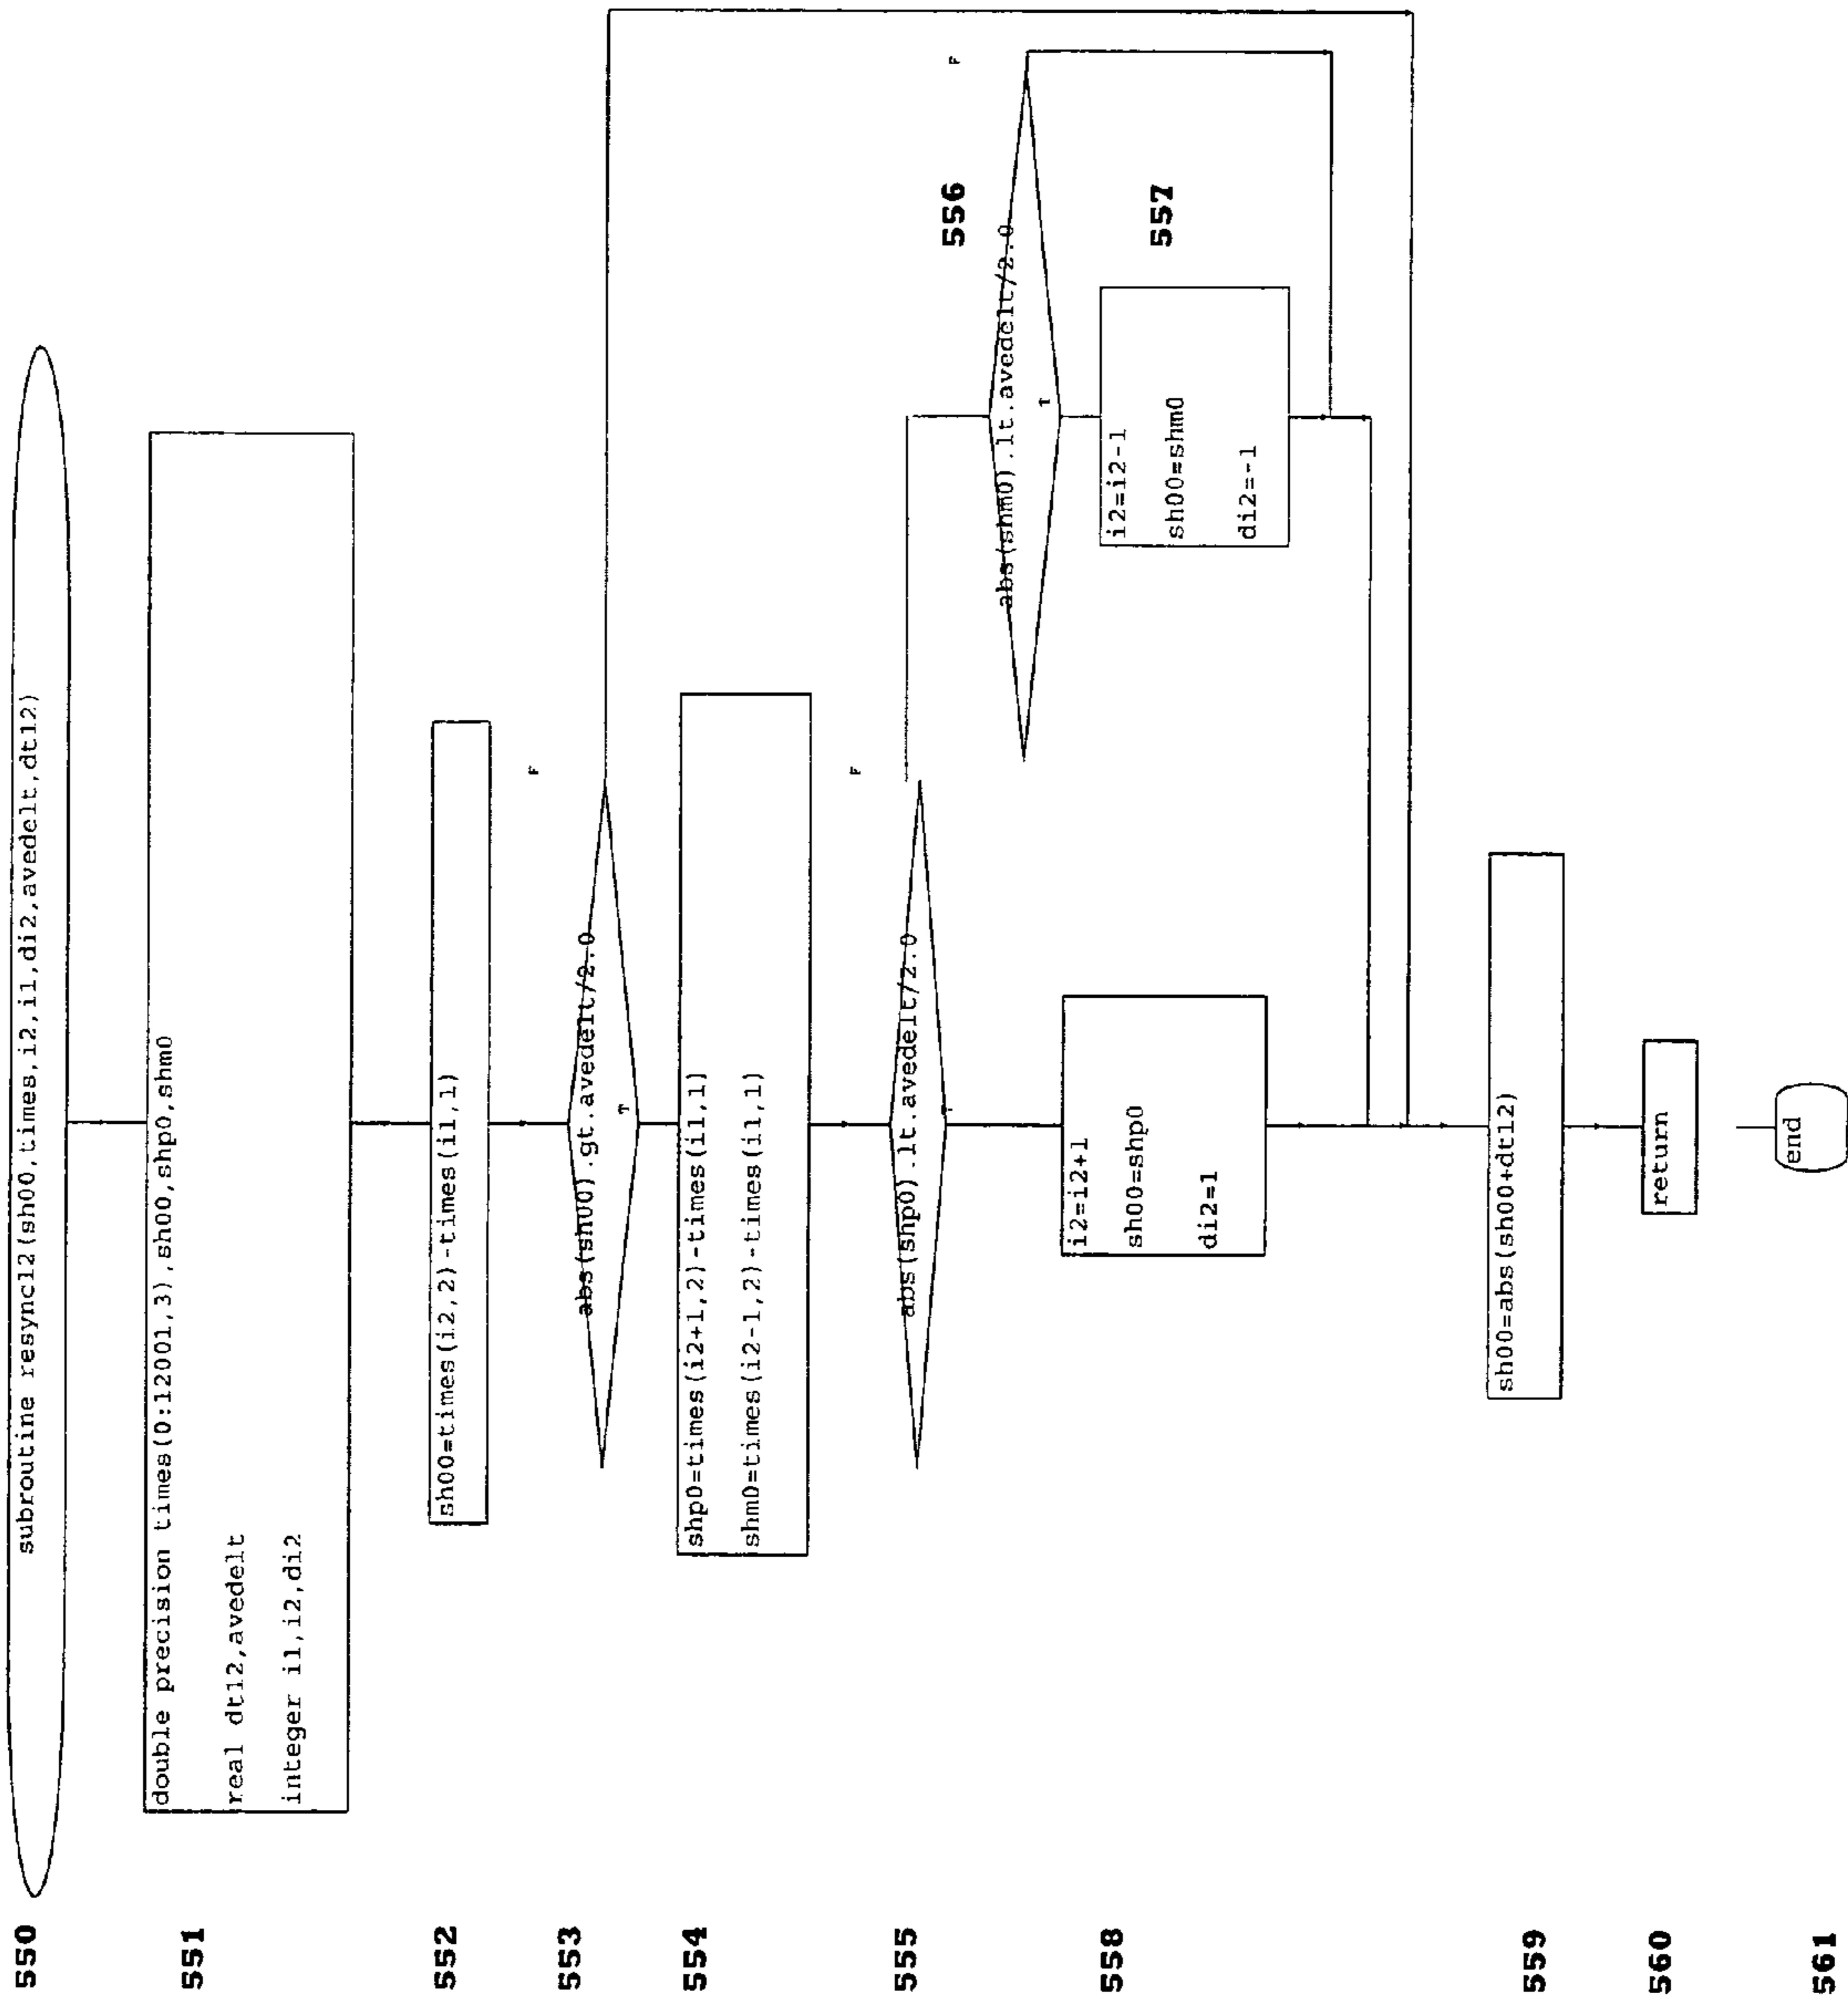 550
subroutine resync12(sh00,times,i2,i1,di2,avedelt,dt12)
551
double precision times(0:12001,3),sh00,shp0,shm0
real dt12,avedelt
integer i1,i2,di2
552
sh00=times(i2,2)-times(i1,1)
553
abs(sh00).gt.avedelt/2.0
F
T
554
shp0=times(i2+1,2)-times(i1,1)
shm0=times(i2-1,2)-times(i1,1)
555
abs(shp0).lt.avedelt/2.0
F
556
abs(shm0).lt.avedelt/2.0
F
T
557
i2=i2-1
sh00=shm0
di2=-1
558
i2=i2+1
sh00=shp0
di2=1
559
sh00=abs(sh00+dt12)
560
return
561
end